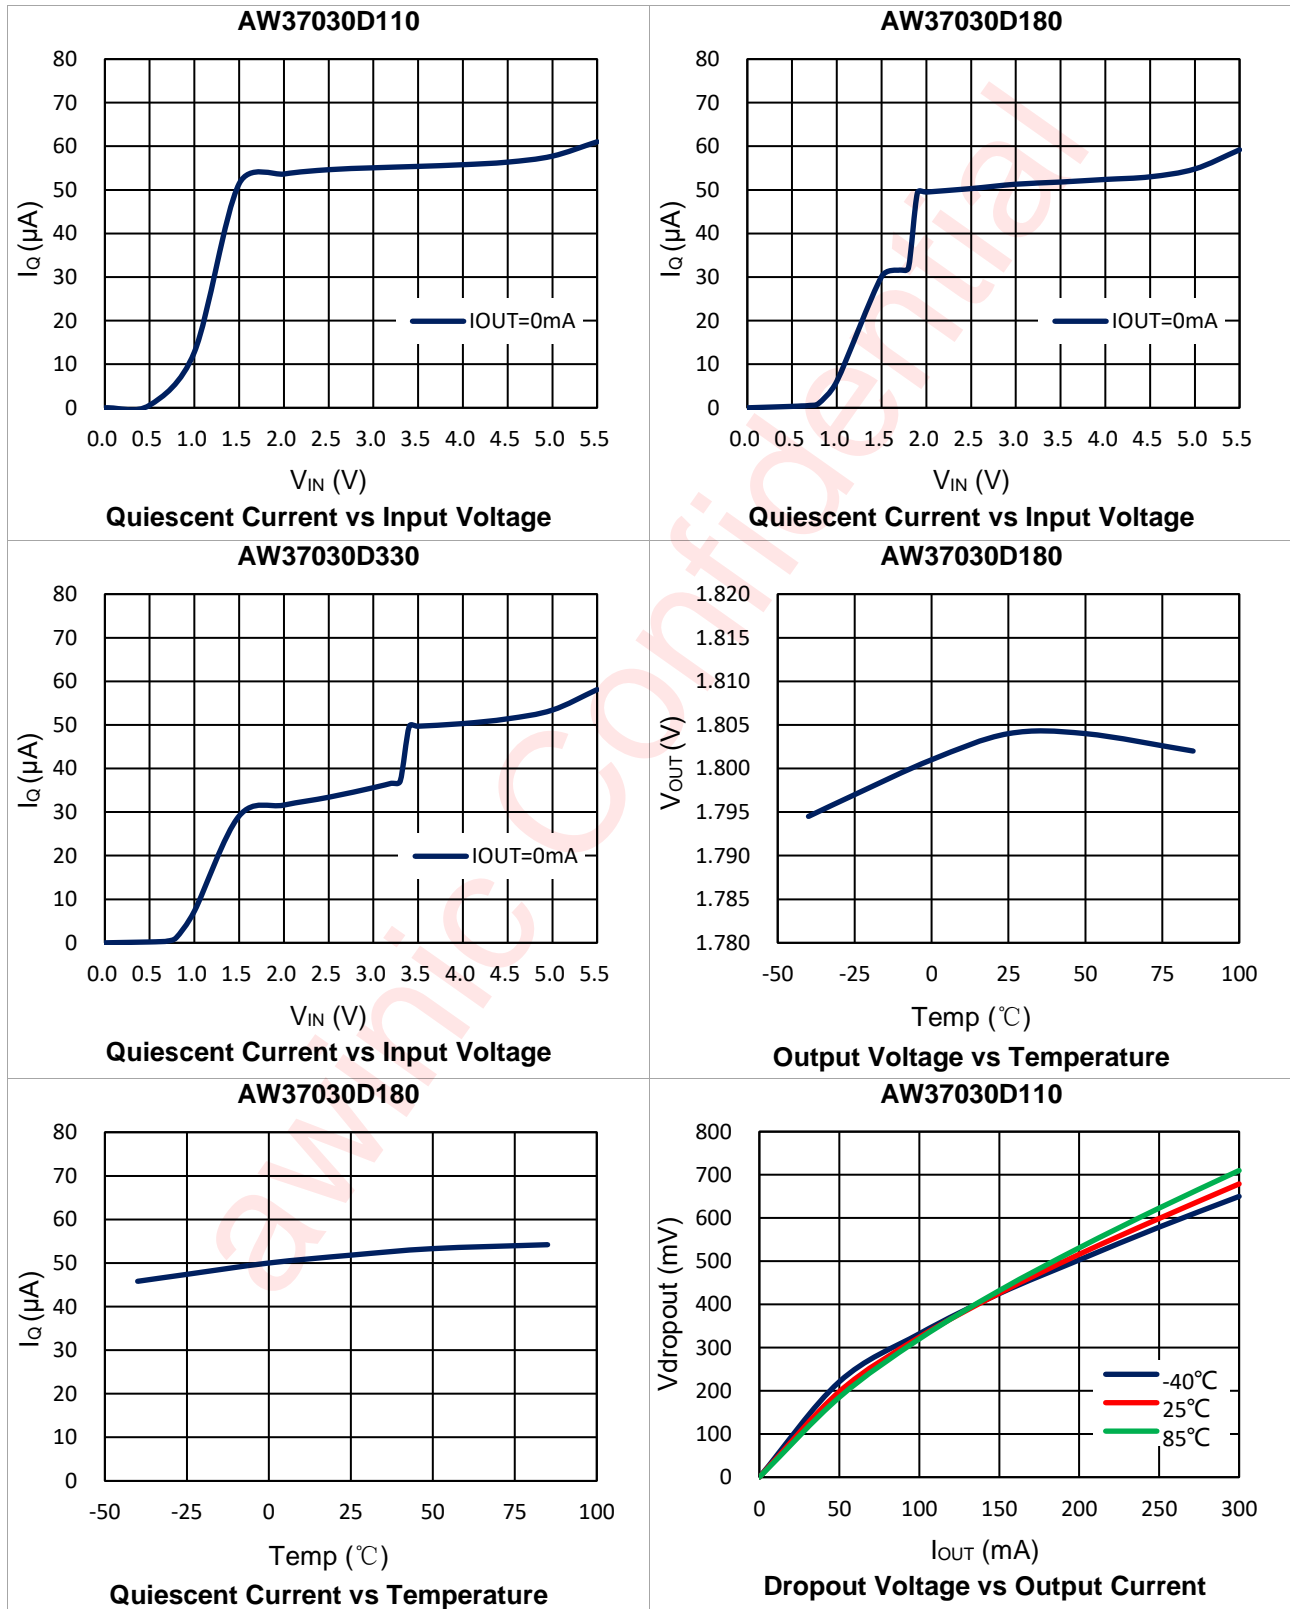 AW37030D110
80
70
60
50
40
30
20
10
0
IQ (µA)
IOUT=0mA
0.0 0.5 1.0 1.5 2.0 2.5 3.0 3.5 4.0 4.5 5.0 5.5
VIN (V)
Quiescent Current vs Input Voltage
AW37030D180
80
70
60
50
40
30
20
10
0
IQ (µA)
IOUT=0mA
0.0 0.5 1.0 1.5 2.0 2.5 3.0 3.5 4.0 4.5 5.0 5.5
VIN (V)
Quiescent Current vs Input Voltage
AW37030D330
80
70
60
50
40
30
20
10
0
IQ (µA)
IOUT=0mA
0.0 0.5 1.0 1.5 2.0 2.5 3.0 3.5 4.0 4.5 5.0 5.5
VIN (V)
Quiescent Current vs Input Voltage
AW37030D180
1.820
1.815
1.810
1.805
1.800
1.795
1.790
1.785
1.780
VOUT (V)
-50 -25 0 25 50 75 100
Temp (℃)
Output Voltage vs Temperature
AW37030D180
80
70
60
50
40
30
20
10
0
IQ (µA)
-50 -25 0 25 50 75 100
Temp (℃)
Quiescent Current vs Temperature
AW37030D110
800
700
600
500
400
300
200
100
0
Vdropout (mV)
-40℃
25℃
85℃
0 50 100 150 200 250 300
IOUT (mA)
Dropout Voltage vs Output Current
awinic Confidential